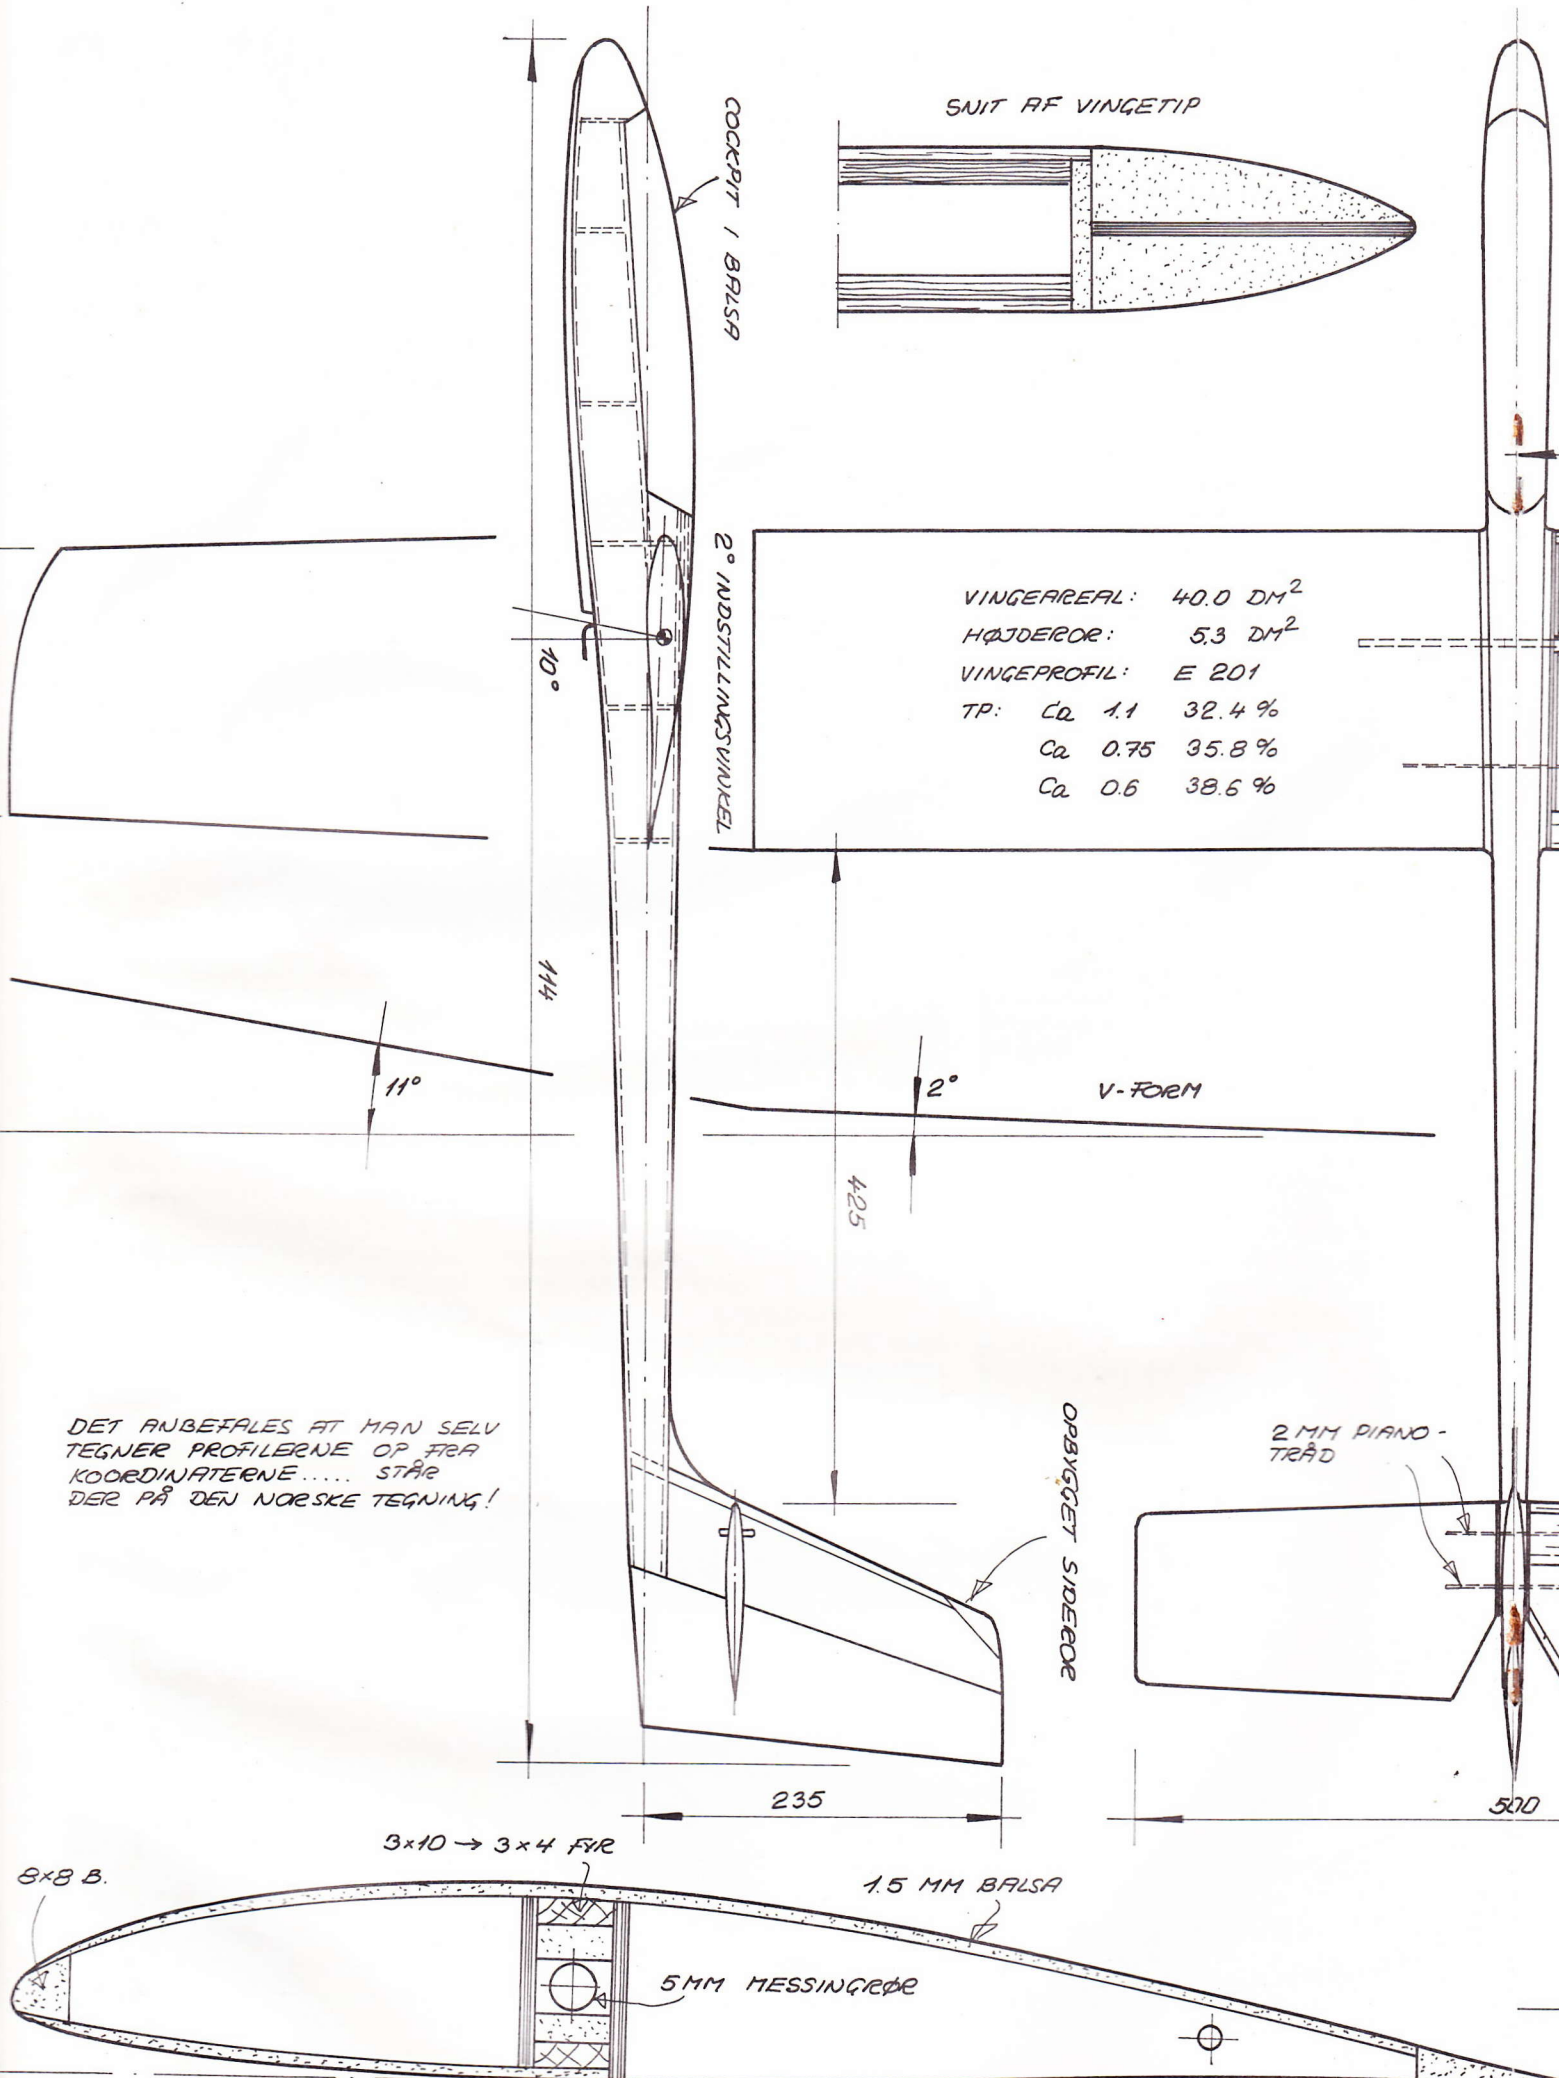 SNIT AF VINGETIP
COCKPIT I BALSA
2° INDSTILLINGSVINKEL
VINGEAREAL: 40.0 DM²
HØJDEROR: 5.3 DM²
VINGEPROFIL: E 201
TP: Ca 1.1 32.4 %
Ca 0.75 35.8 %
Ca 0.6 38.6 %
10°
114
11°
2°
V-FORM
425
DET ANBEFALES AT MAN SELV
TEGNER PROFILERNE OP FRA
KOORDINATERNE..... STÅR
DER PÅ DEN NORSKE TEGNING!
OPBYGGET SIDEROR
2 MM PIANO-
TRÅD
235
500
3×10 → 3×4 FYR
8×8 B.
1.5 MM BALSA
5 MM MESSINGRØR